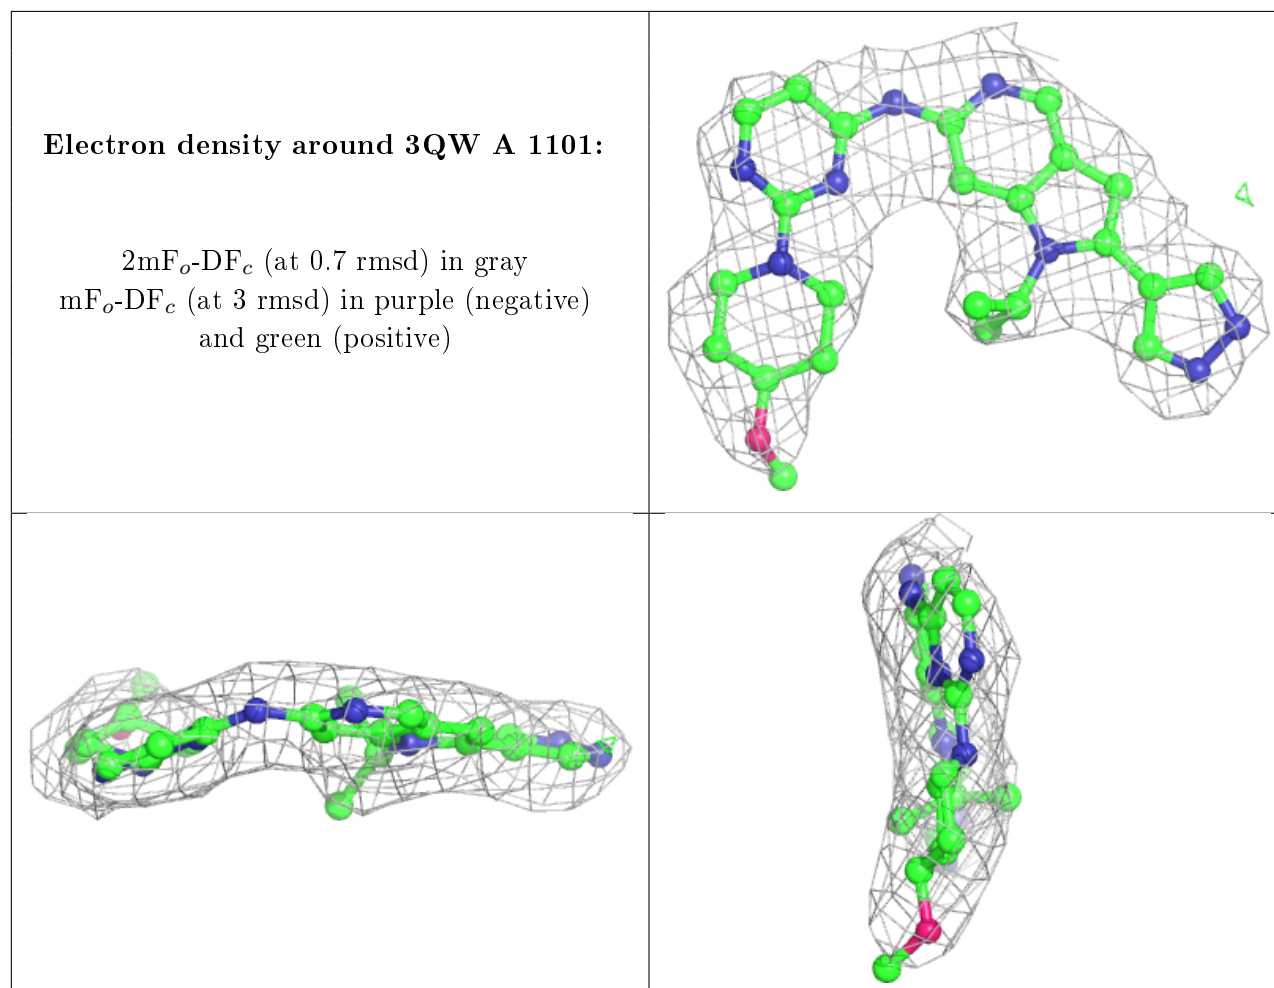 Electron density around 3QW A 1101:
2mFo-DFc (at 0.7 rmsd) in gray
mFo-DFc (at 3 rmsd) in purple (negative)
and green (positive)